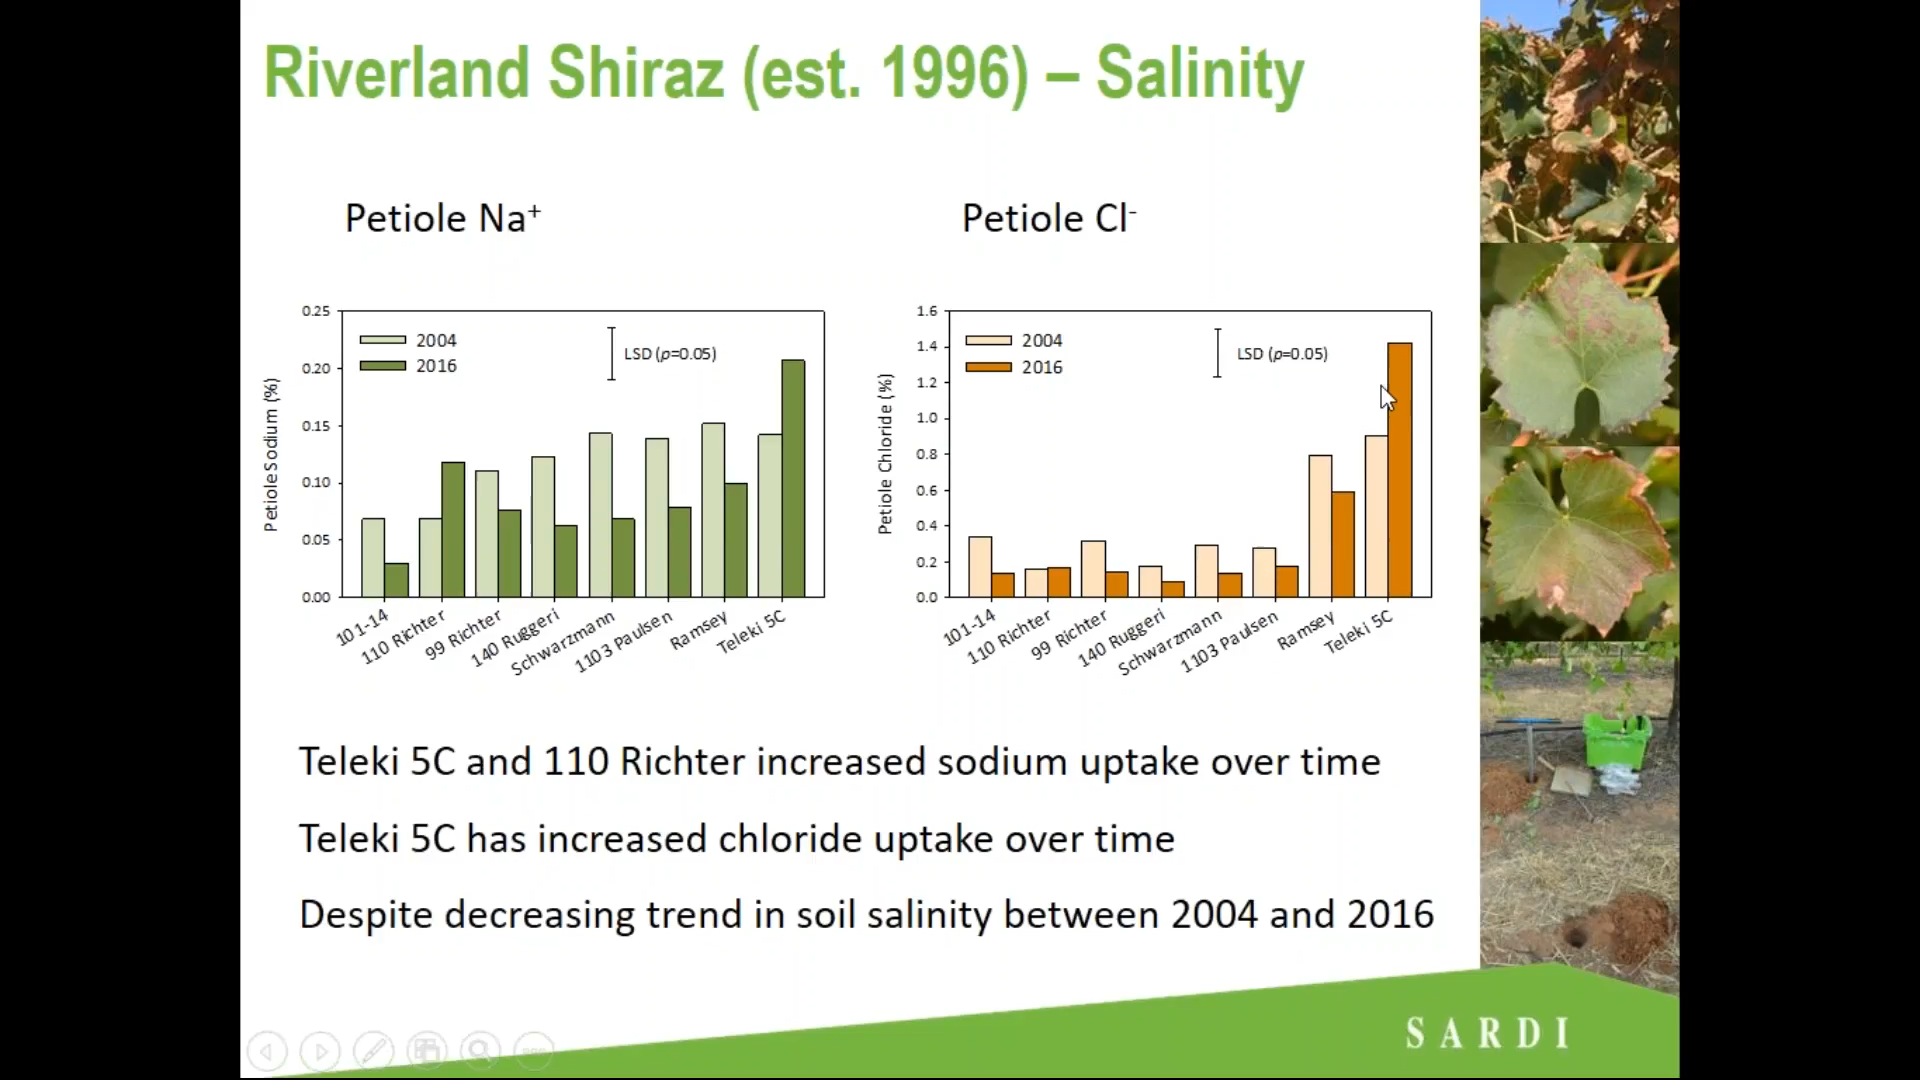 Riverland Shiraz (est. 1996) – Salinity
Petiole Na⁺
Petiole Cl⁻
0.25
0.20
0.15
0.10
0.05
0.00
Petiole Sodium (%)
2004
2016
LSD (p=0.05)
101-14
110 Richter
99 Richter
140 Ruggeri
Schwarzmann
1103 Paulsen
Ramsey
Teleki 5C
1.6
1.4
1.2
1.0
0.8
0.6
0.4
0.2
0.0
Petiole Chloride (%)
2004
2016
LSD (p=0.05)
101-14
110 Richter
99 Richter
140 Ruggeri
Schwarzmann
1103 Paulsen
Ramsey
Teleki 5C
Teleki 5C and 110 Richter increased sodium uptake over time
Teleki 5C has increased chloride uptake over time
Despite decreasing trend in soil salinity between 2004 and 2016
SARDI